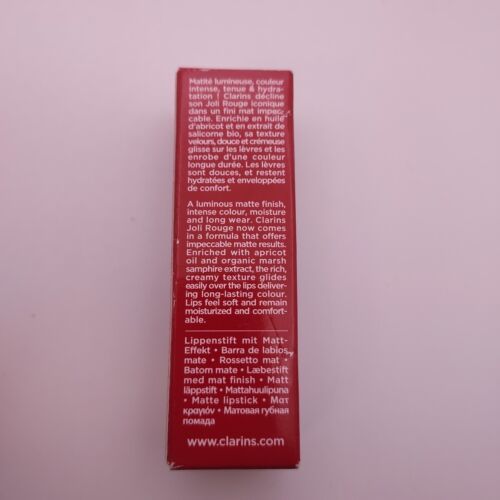 Matité lumineuse, couleur
intense, tenue & hydra-
tation ! Clarins décline
son Joli Rouge iconique
dans un fini mat impec-
cable. Enrichie en huile
d'abricot et en extrait de
salicorne bio, sa texture
velours, douce et crémeuse
glisse sur les lèvres et les
enrobe d'une couleur
longue durée. Les lèvres
sont douces, et restent
hydratées et enveloppées
de confort.
A luminous matte finish,
intense colour, moisture
and long wear. Clarins
Joli Rouge now comes
in a formula that offers
impeccable matte results.
Enriched with apricot
oil and organic marsh
samphire extract, the rich,
creamy texture glides
easily over the lips deliver-
ing long-lasting colour.
Lips feel soft and remain
moisturized and comfort-
able.
Lippenstift mit Matt-
Effekt • Barra de labios
mate • Rossetto mat •
Batom mate • Læbestift
med mat finish • Matt
läppstift • Mattahuulipuna
• Matte lipstick • Ματ
κραγιόν • Матовая губная
помада
www.clarins.com